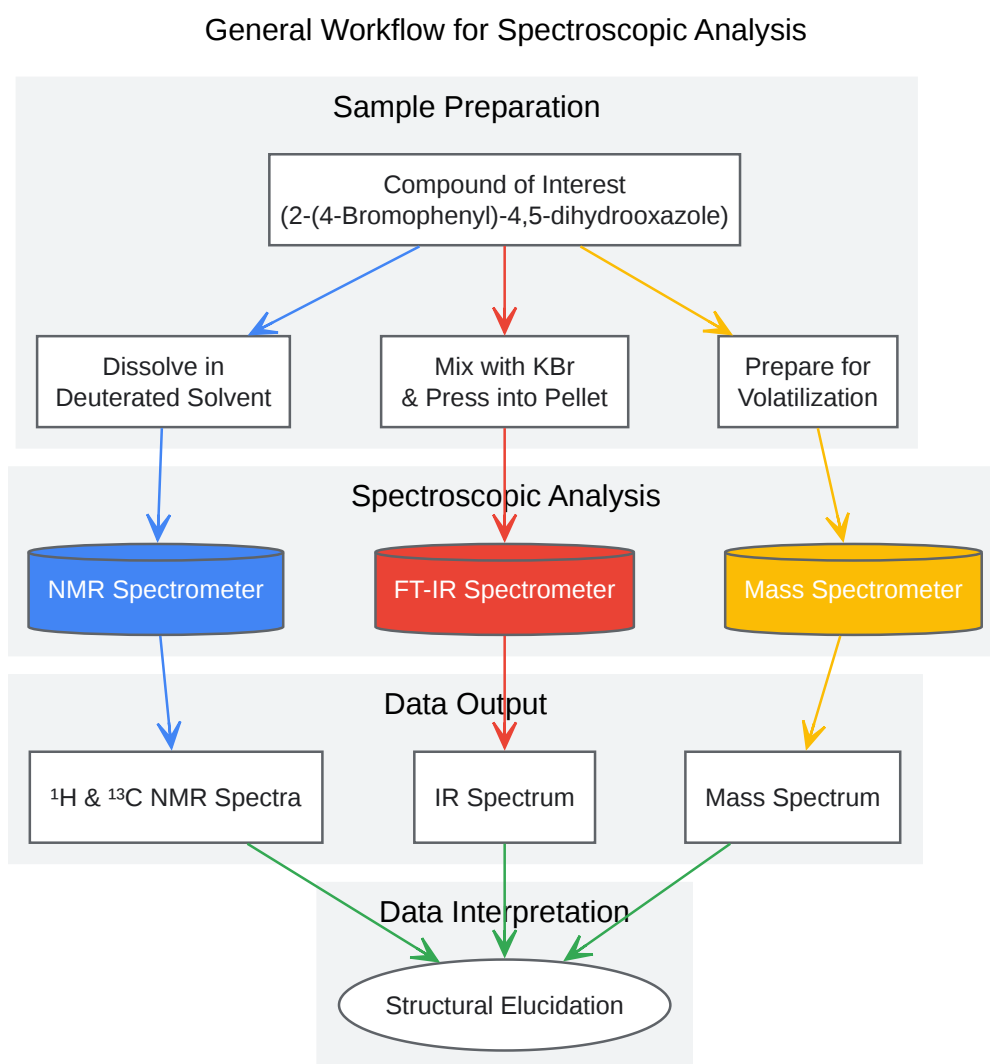 General Workflow for Spectroscopic Analysis
Sample Preparation
Compound of Interest
(2-(4-Bromophenyl)-4,5-dihydrooxazole)
Dissolve in
Deuterated Solvent
Mix with KBr
& Press into Pellet
Prepare for
Volatilization
Spectroscopic Analysis
NMR Spectrometer
FT-IR Spectrometer
Mass Spectrometer
Data Output
¹H & ¹³C NMR Spectra
IR Spectrum
Mass Spectrum
Data Interpretation
Structural Elucidation